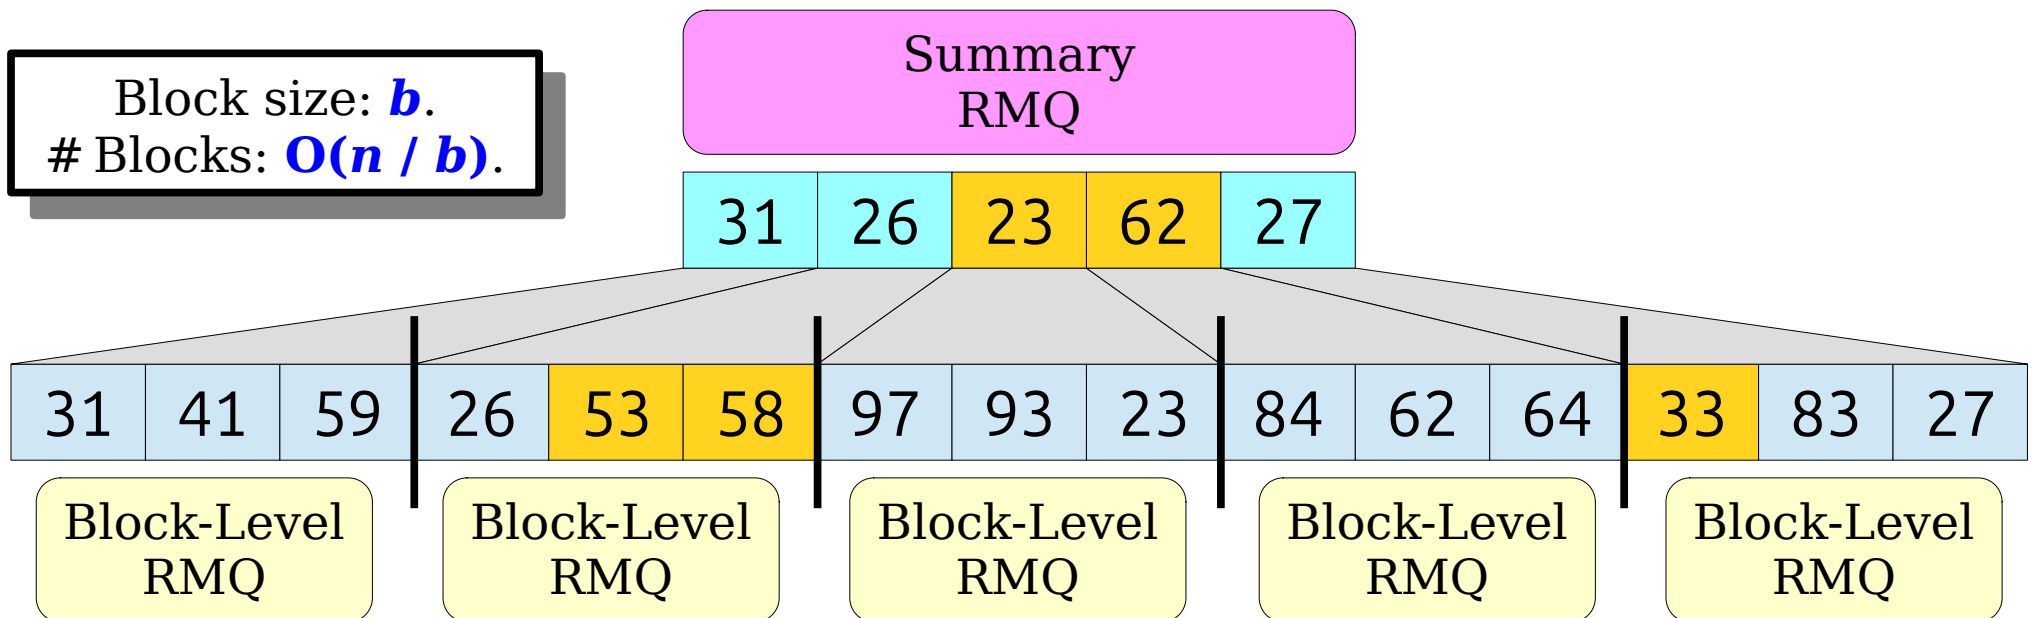 Block size: b.
# Blocks: O(n / b).
Summary
RMQ
31 26 23 62 27
31 41 59 26 53 58 97 93 23 84 62 64 33 83 27
Block-Level Block-Level Block-Level Block-Level Block-Level
RMQ RMQ RMQ RMQ RMQ